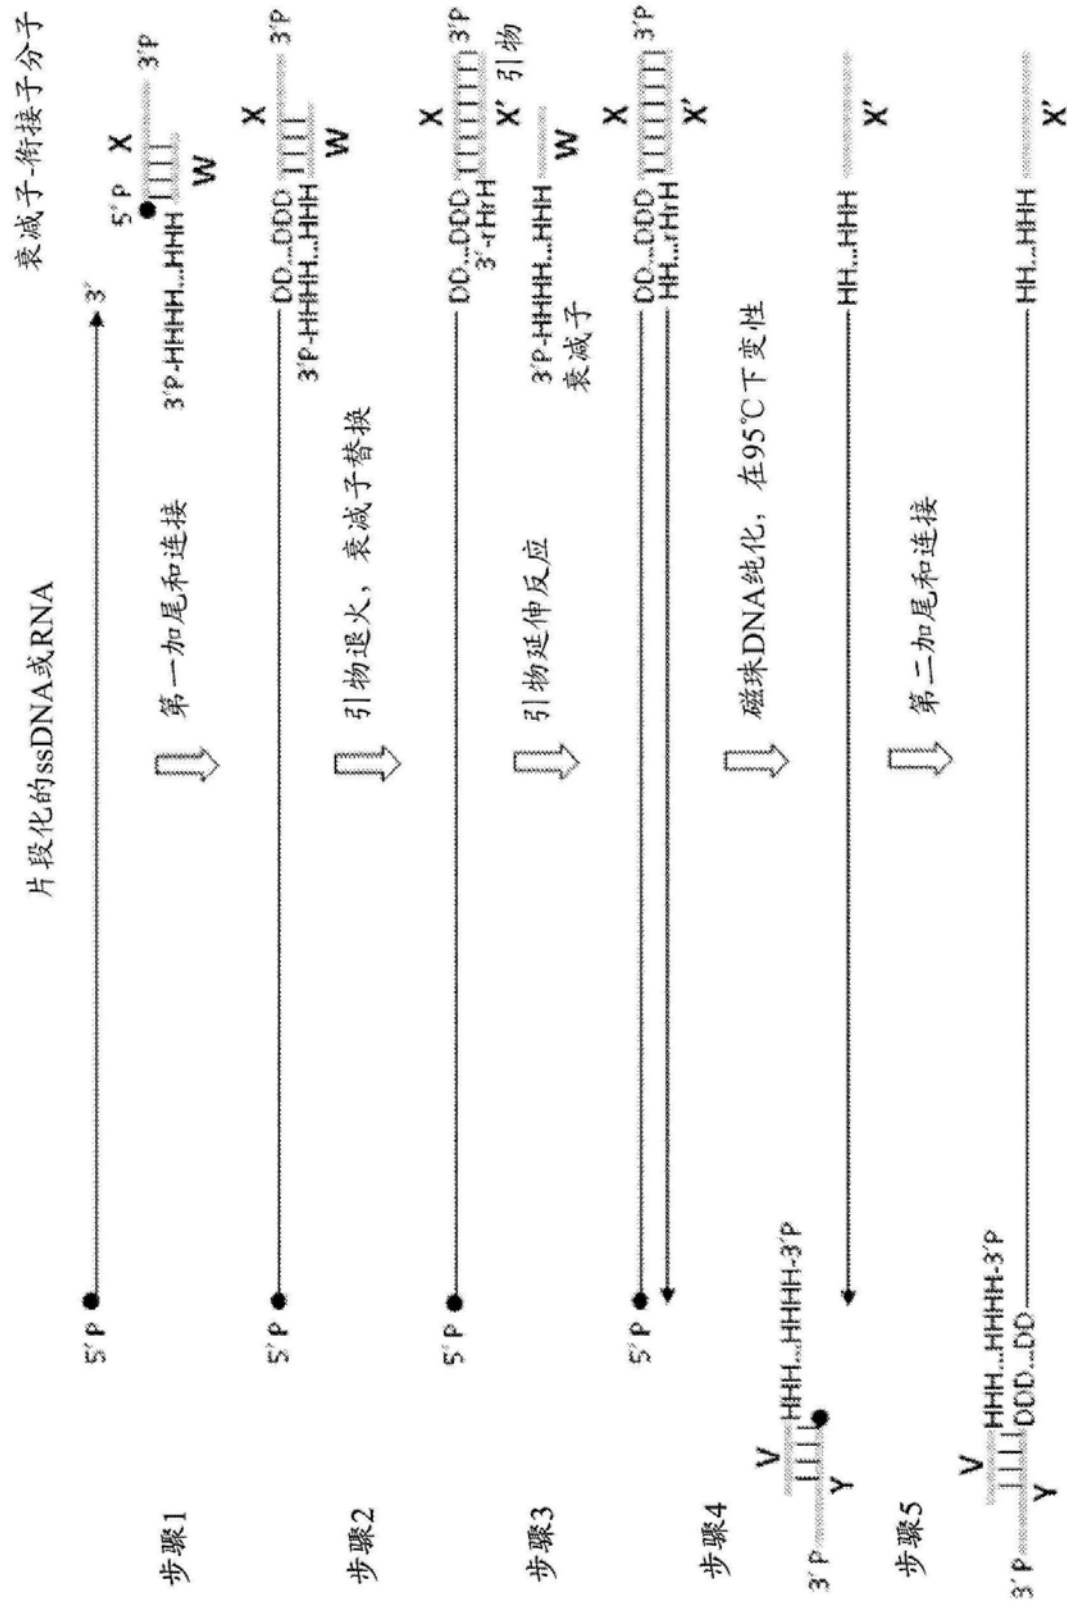 片段化的ssDNA或RNA
衰减子-衔接子分子
5´P
3´
5´P
X
3´P
3´P-HHHH...HHH
W
步骤1
第一加尾和连接
5´P
DD...DDD
X
3´P
3´P-HHHH...HHH
W
步骤2
引物退火，衰减子替换
5´P
DD...DDD
X
3´P
3´-rHrH
X'
引物
3´P-HHHH...HHH
W
衰减子
步骤3
引物延伸反应
5´P
DD...DDD
X
3´P
HH...rHrH
X'
步骤4
磁珠DNA纯化，在95℃下变性
V
HHH...HHHH-3´P
3´P
Y
HH...HHH
X'
步骤5
第二加尾和连接
V
HHH...HHHH-3´P
3´P
Y
DDD...DD
HH...HHH
X'